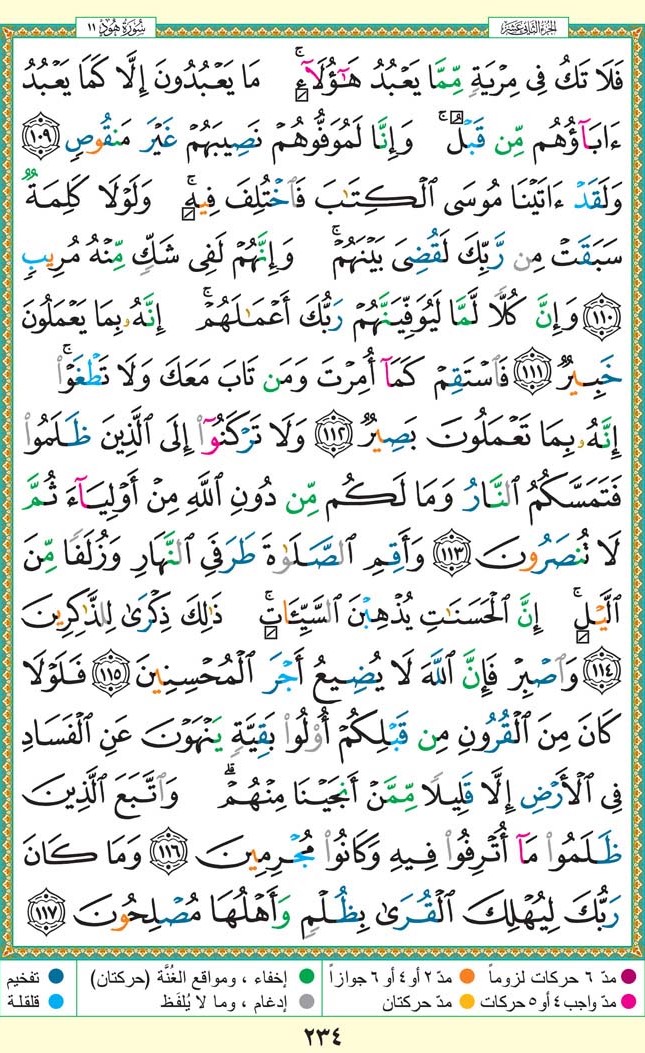 سُورَةُ هُود ١١ الجزء الثاني عشر
فَلَا تَكُ فِى مِرْيَةٍ مِّمَّا يَعْبُدُ هَٰٓؤُلَآءِ ۚ مَا يَعْبُدُونَ إِلَّا كَمَا يَعْبُدُ
ءَابَآؤُهُم مِّن قَبْلُ ۚ وَإِنَّا لَمُوَفُّوهُمْ نَصِيبَهُمْ غَيْرَ مَنقُوصٍ ١٠٩
وَلَقَدْ ءَاتَيْنَا مُوسَى ٱلْكِتَٰبَ فَٱخْتُلِفَ فِيهِ ۚ وَلَوْلَا كَلِمَةٌ
سَبَقَتْ مِن رَّبِّكَ لَقُضِىَ بَيْنَهُمْ ۚ وَإِنَّهُمْ لَفِى شَكٍّ مِّنْهُ مُرِيبٍ
١١٠ وَإِنَّ كُلًّا لَّمَّا لَيُوَفِّيَنَّهُمْ رَبُّكَ أَعْمَٰلَهُمْ ۚ إِنَّهُۥ بِمَا يَعْمَلُونَ
خَبِيرٌ ١١١ فَٱسْتَقِمْ كَمَآ أُمِرْتَ وَمَن تَابَ مَعَكَ وَلَا تَطْغَوْا۟ ۚ
إِنَّهُۥ بِمَا تَعْمَلُونَ بَصِيرٌ ١١٢ وَلَا تَرْكَنُوٓا۟ إِلَى ٱلَّذِينَ ظَلَمُوا۟
فَتَمَسَّكُمُ ٱلنَّارُ وَمَا لَكُم مِّن دُونِ ٱللَّهِ مِنْ أَوْلِيَآءَ ثُمَّ
لَا تُنصَرُونَ ١١٣ وَأَقِمِ ٱلصَّلَوٰةَ طَرَفَىِ ٱلنَّهَارِ وَزُلَفًا مِّنَ
ٱلَّيْلِ ۚ إِنَّ ٱلْحَسَنَٰتِ يُذْهِبْنَ ٱلسَّيِّـَٔاتِ ۚ ذَٰلِكَ ذِكْرَىٰ لِلذَّٰكِرِينَ
١١٤ وَٱصْبِرْ فَإِنَّ ٱللَّهَ لَا يُضِيعُ أَجْرَ ٱلْمُحْسِنِينَ ١١٥ فَلَوْلَا
كَانَ مِنَ ٱلْقُرُونِ مِن قَبْلِكُمْ أُو۟لُوا۟ بَقِيَّةٍ يَنْهَوْنَ عَنِ ٱلْفَسَادِ
فِى ٱلْأَرْضِ إِلَّا قَلِيلًا مِّمَّنْ أَنجَيْنَا مِنْهُمْ ۗ وَٱتَّبَعَ ٱلَّذِينَ
ظَلَمُوا۟ مَآ أُتْرِفُوا۟ فِيهِ وَكَانُوا۟ مُجْرِمِينَ ١١٦ وَمَا كَانَ
رَبُّكَ لِيُهْلِكَ ٱلْقُرَىٰ بِظُلْمٍ وَأَهْلُهَا مُصْلِحُونَ ١١٧
مدّ ٦ حركات لزوماً مدّ ٢ أو ٤ أو ٦ جوازاً إخفاء ، ومواقع الغُنَّة (حركتان) تفخيم
مدّ واجب ٤ أو ٥ حركات مدّ حركتان إدغام ، وما لا يُلفَظ قلقلة
٢٣٤